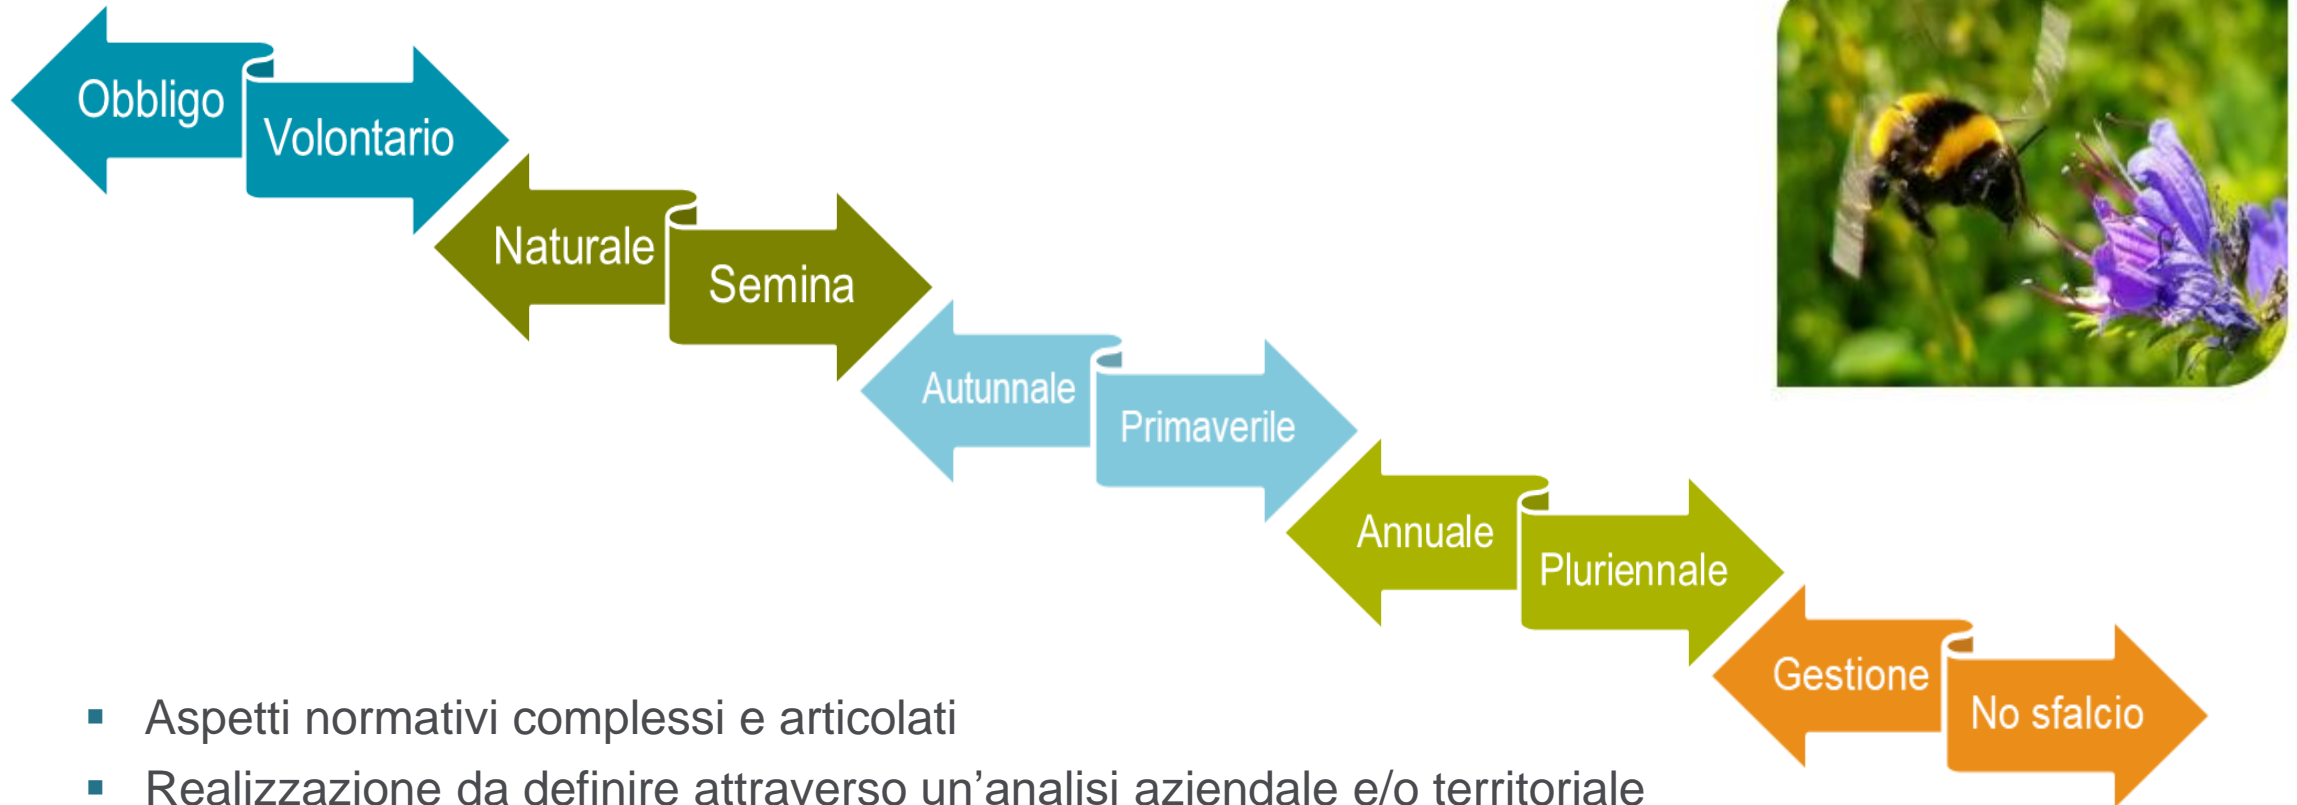 Obbligo
Volontario
Naturale
Semina
Autunnale
Primaverile
Annuale
Pluriennale
Gestione
No sfalcio
▪ Aspetti normativi complessi e articolati
▪ Realizzazione da definire attraverso un’analisi aziendale e/o territoriale